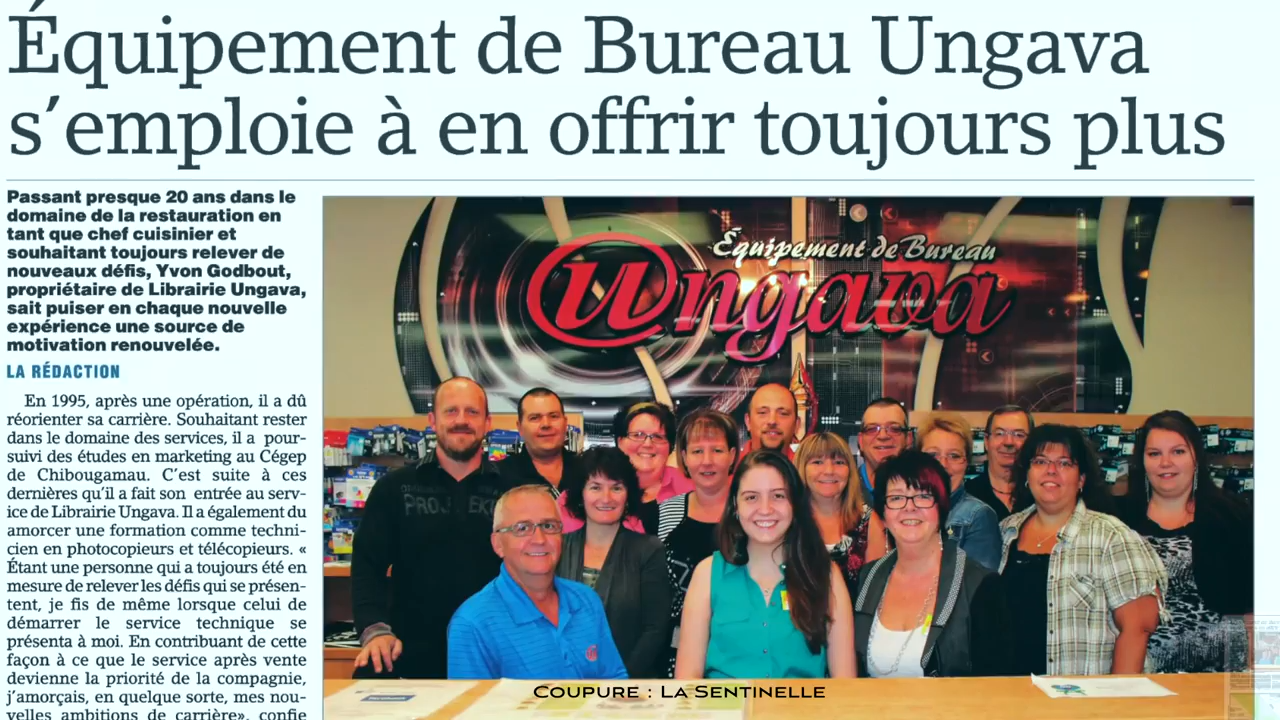 Équipement de Bureau Ungava
s’emploie à en offrir toujours plus
Passant presque 20 ans dans le
domaine de la restauration en
tant que chef cuisinier et
souhaitant toujours relever de
nouveaux défis, Yvon Godbout,
propriétaire de Librairie Ungava,
sait puiser en chaque nouvelle
expérience une source de
motivation renouvelée.
LA RÉDACTION
En 1995, après une opération, il a dû
réorienter sa carrière. Souhaitant rester
dans le domaine des services, il a pour-
suivi des études en marketing au Cégep
de Chibougamau. C’est suite à ces
dernières qu’il a fait son entrée au serv-
ice de Librairie Ungava. Il a également du
amorcer une formation comme techni-
cien en photocopieurs et télécopieurs. «
Étant une personne qui a toujours été en
mesure de relever les défis qui se présen-
tent, je fis de même lorsque celui de
démarrer le service technique se
présenta à moi. En contribuant de cette
façon à ce que le service après vente
devienne la priorité de la compagnie,
j’amorçais, en quelque sorte, mes nou-
velles ambitions de carrière», confie
Équipement de Bureau
Ungava
COUPURE : LA SENTINELLE